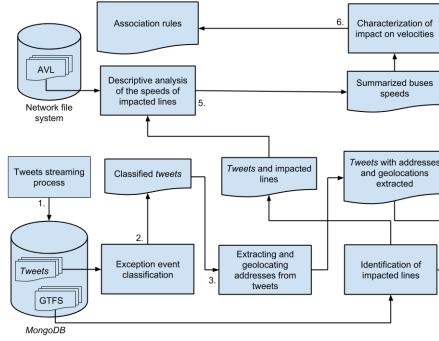 Association rules
6.
Characterization of
impact on velocities
AVL
Network file
system
Descriptive analysis
of the speeds of
impacted lines
5.
Summarized buses
speeds
Tweets streaming
process
1.
Classified tweets
Tweets and impacted
lines
Tweets with addresses
and geolocations
extracted
2.
Tweets
Exception event
classification
3.
Extracting and
geolocating
addresses from
tweets
Identification of
impacted lines
GTFS
MongoDB